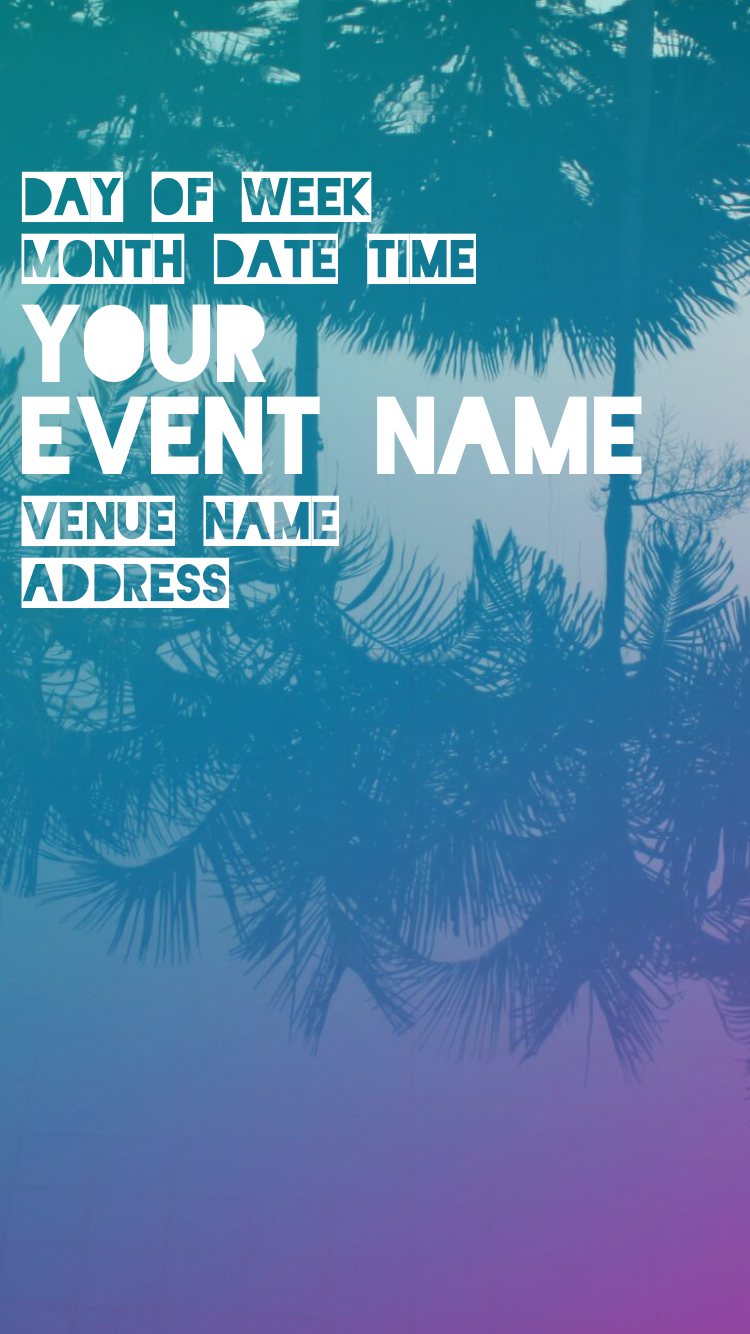 DAY OF WEEK
MONTH DATE TIME
YOUR
EVENT NAME
VENUE NAME
ADDRESS